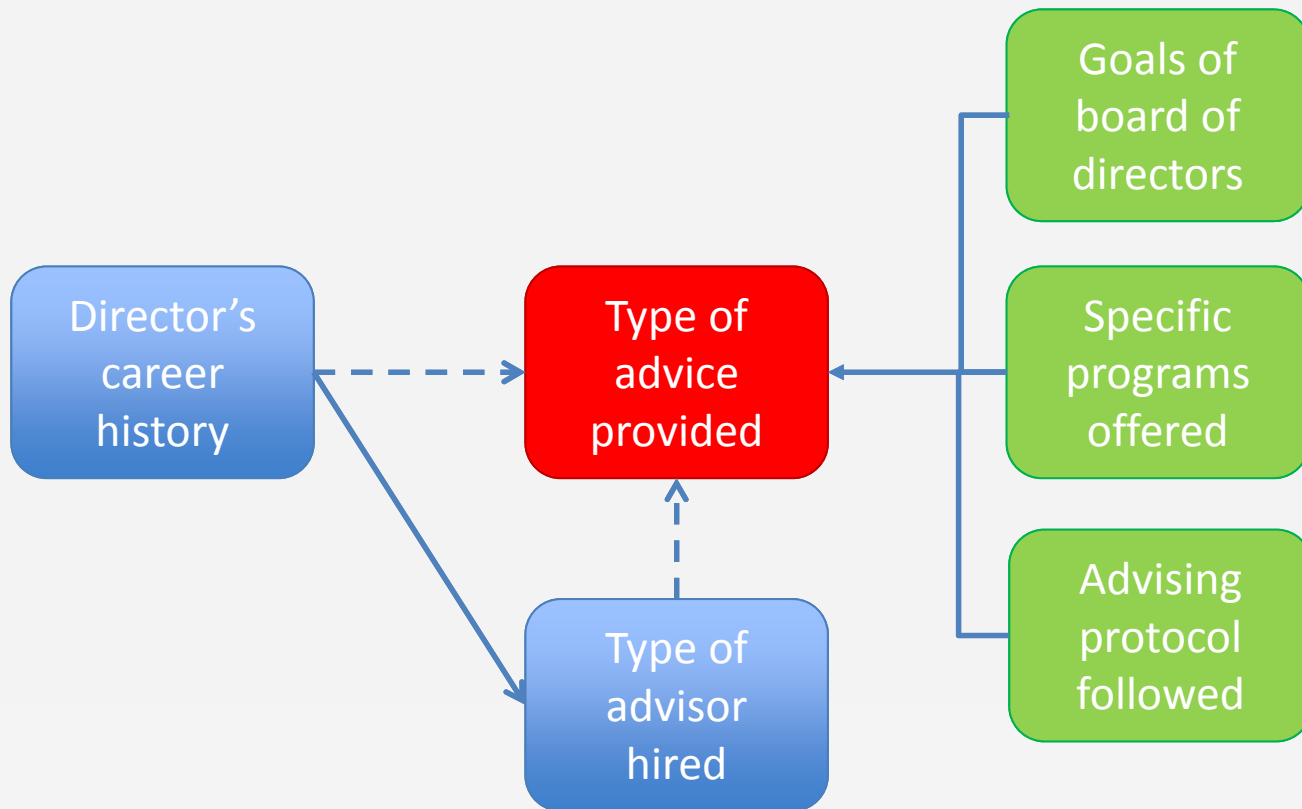 Goals of
board of
directors
Director’s
career
history
Type of
advice
provided
Specific
programs
offered
Type of
advisor
hired
Advising
protocol
followed